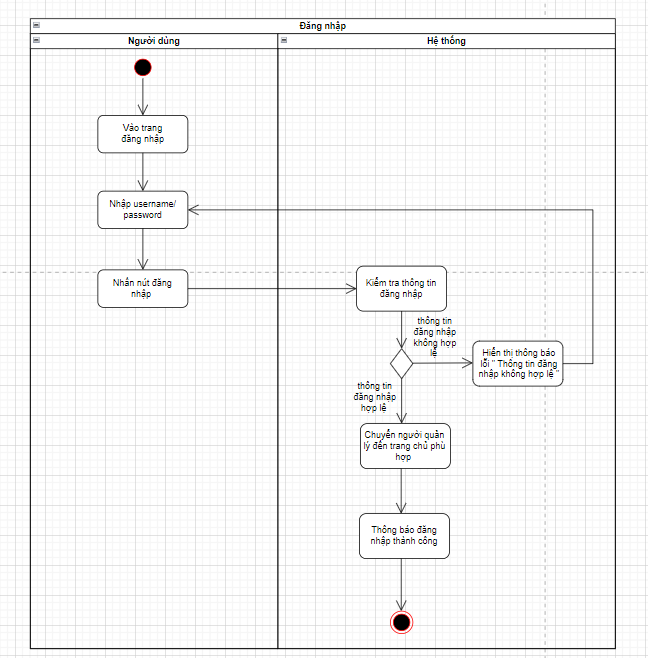 Đăng nhập
Người dùng
Hệ thống
Vào trang
đăng nhập
Nhập username/
password
Nhấn nút đăng
nhập
Kiểm tra thông tin
đăng nhập
thông tin
đăng nhập
không hợp
lệ
Hiển thị thông báo
lỗi " Thông tin đăng
nhập không hợp lệ "
thông tin
đăng nhập
hợp lệ
Chuyển người quản
lý đến trang chủ phù
hợp
Thông báo đăng
nhập thành công